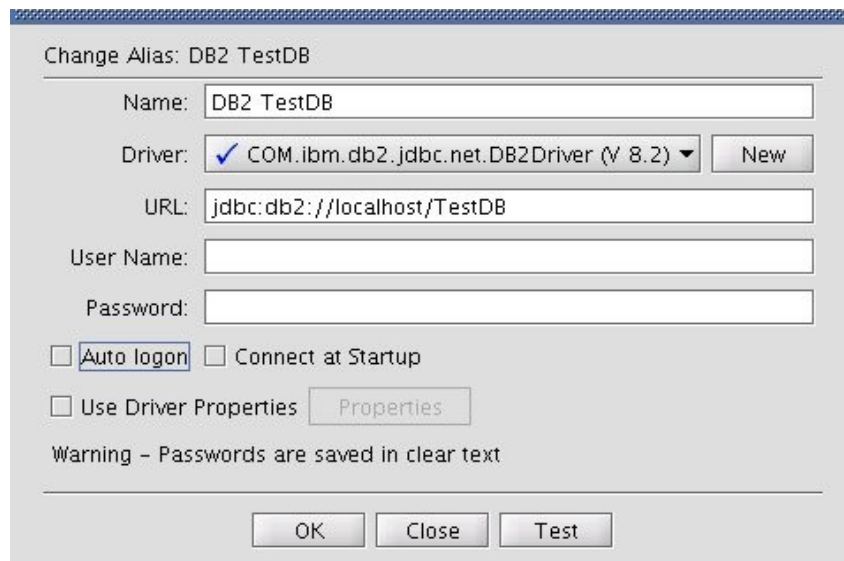 Change Alias: DB2 TestDB
Name: DB2 TestDB
Driver: COM.ibm.db2.jdbc.net.DB2Driver (V 8.2) New
URL: jdbc:db2://localhost/TestDB
User Name:
Password:
Auto logon Connect at Startup
Use Driver Properties Properties
Warning – Passwords are saved in clear text
OK Close Test